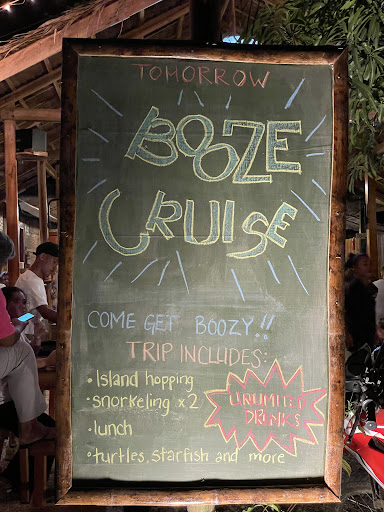 TOMORROW
BOOZE
CRUISE
COME GET BOOZY!!
TRIP INCLUDES:
• Island hopping
• snorkeling x2
• lunch
• turtles, starfish and more
UNLIMITED
DRINKS